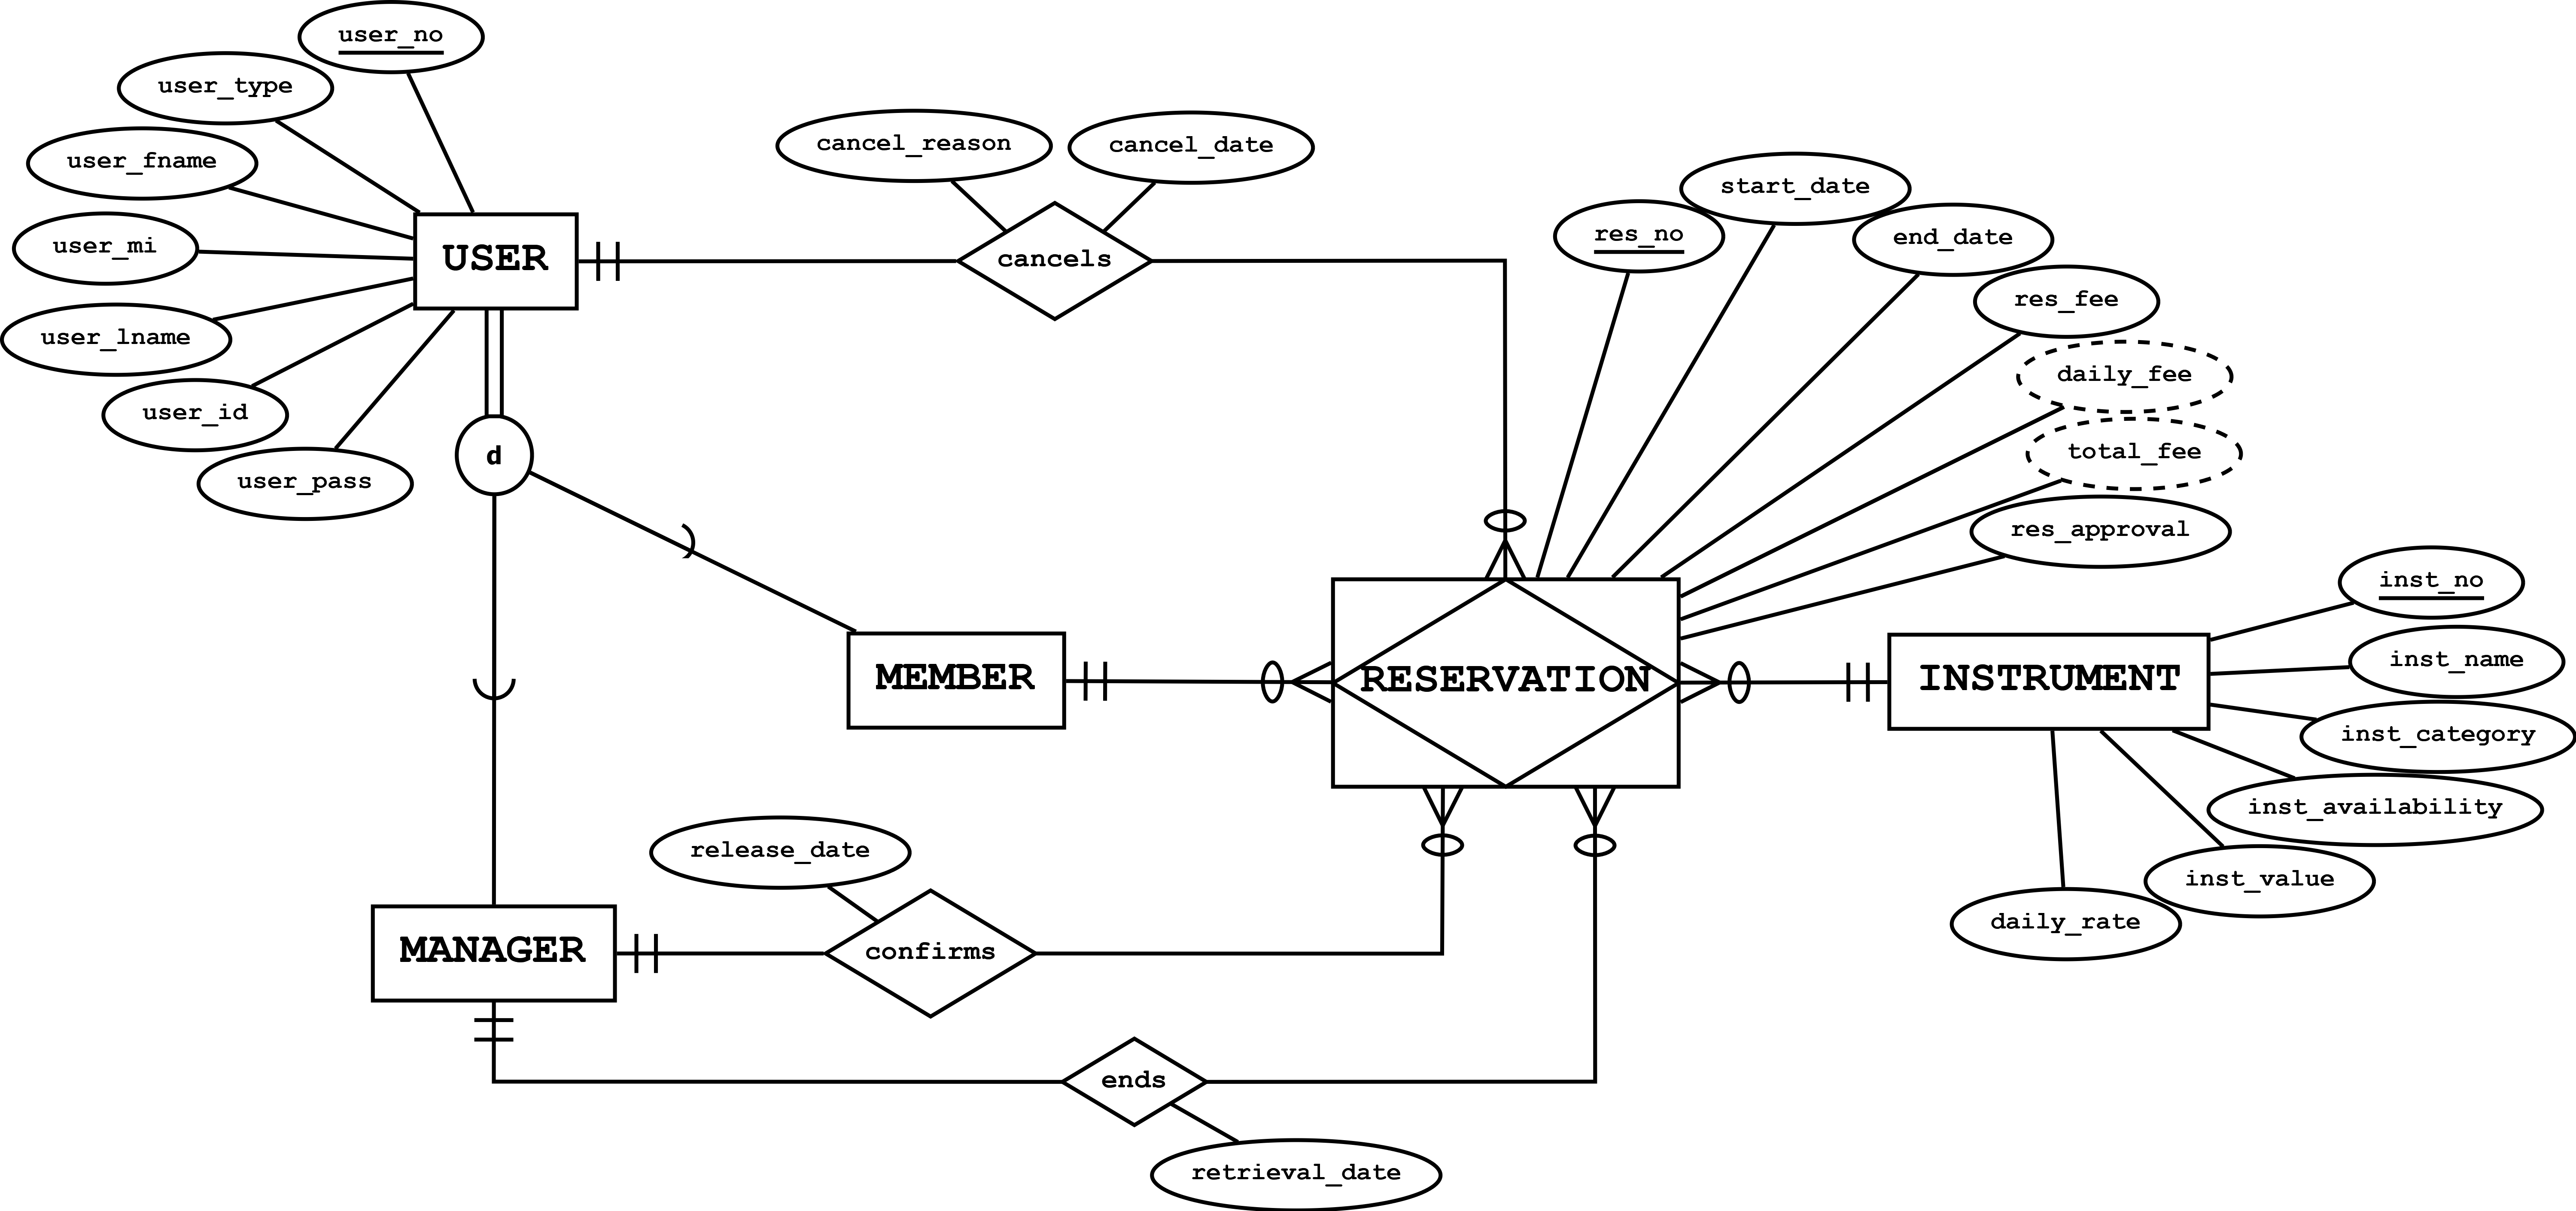 user_no
user_type
user_fname
user_mi
user_lname
user_id
user_pass
USER
d
cancel_reason
cancel_date
cancels
res_no
start_date
end_date
res_fee
daily_fee
total_fee
res_approval
MEMBER
RESERVATION
INSTRUMENT
inst_no
inst_name
inst_category
inst_availability
inst_value
daily_rate
release_date
MANAGER
confirms
ends
retrieval_date